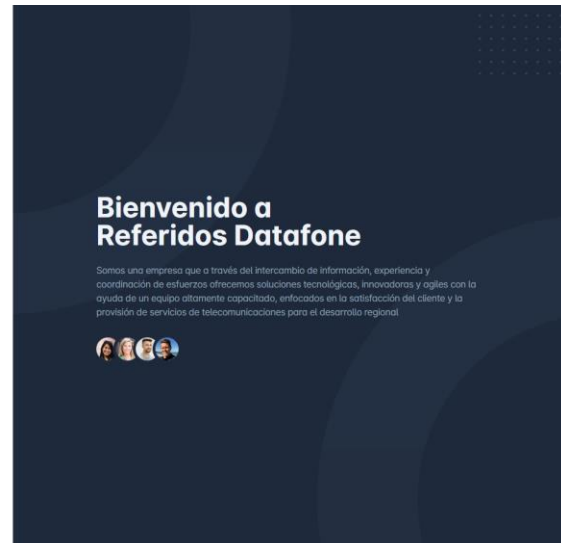 Bienvenido a
Referidos Datafone
Somos una empresa que a través del intercambio de información, experiencia y
coordinación de esfuerzos ofrecemos soluciones tecnológicas, innovadoras y agiles con la
ayuda de un equipo altamente capacitado, enfocados en la satisfacción del cliente y la
provisión de servicios de telecomunicaciones para el desarrollo regional